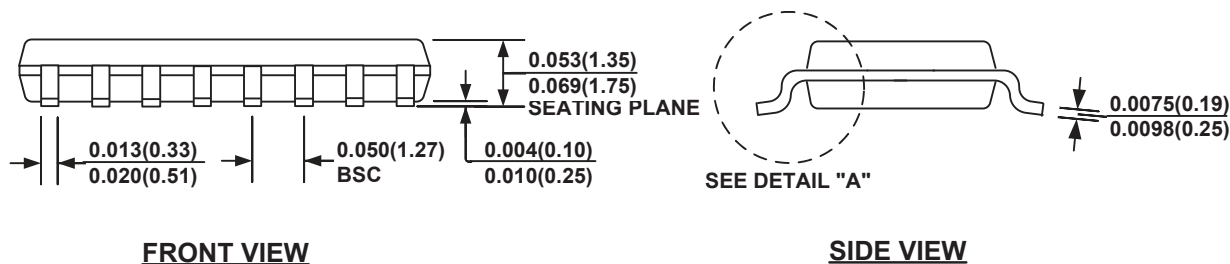 0.053(1.35)
0.069(1.75)
SEATING PLANE
0.013(0.33)
0.020(0.51)
0.050(1.27)
BSC
0.004(0.10)
0.010(0.25)
FRONT VIEW
0.0075(0.19)
0.0098(0.25)
SEE DETAIL "A"
SIDE VIEW